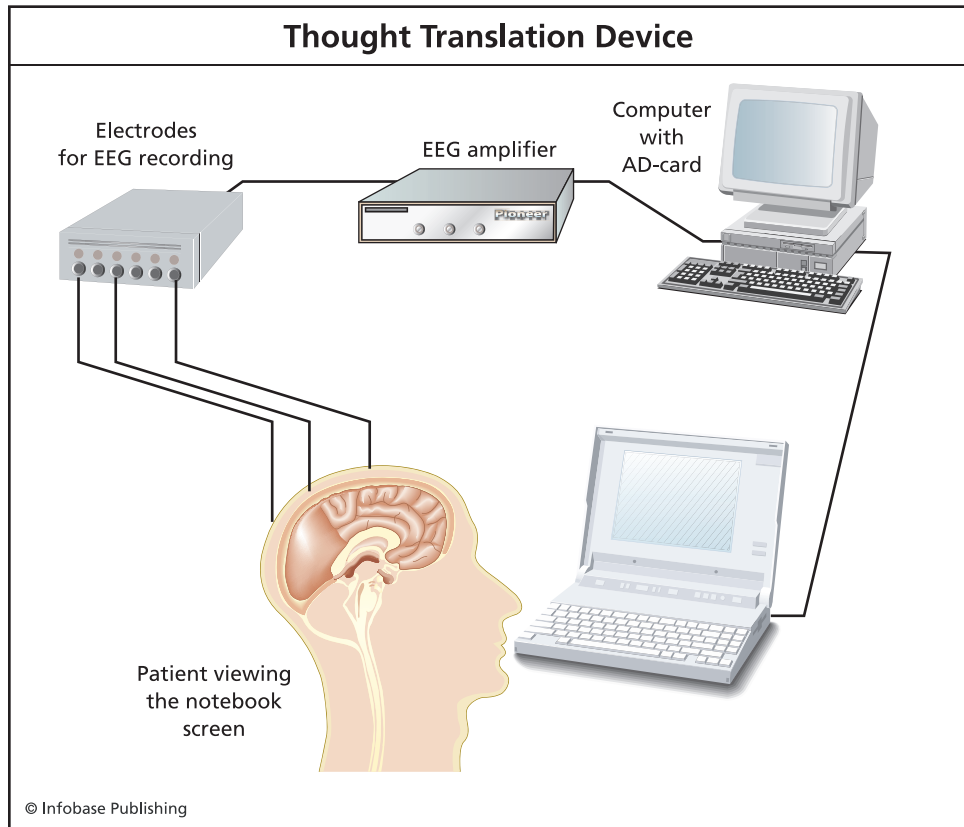 Thought Translation Device
Electrodes
for EEG recording
EEG amplifier
Computer
with
AD-card
Pioneer
Patient viewing
the notebook
screen
© Infobase Publishing